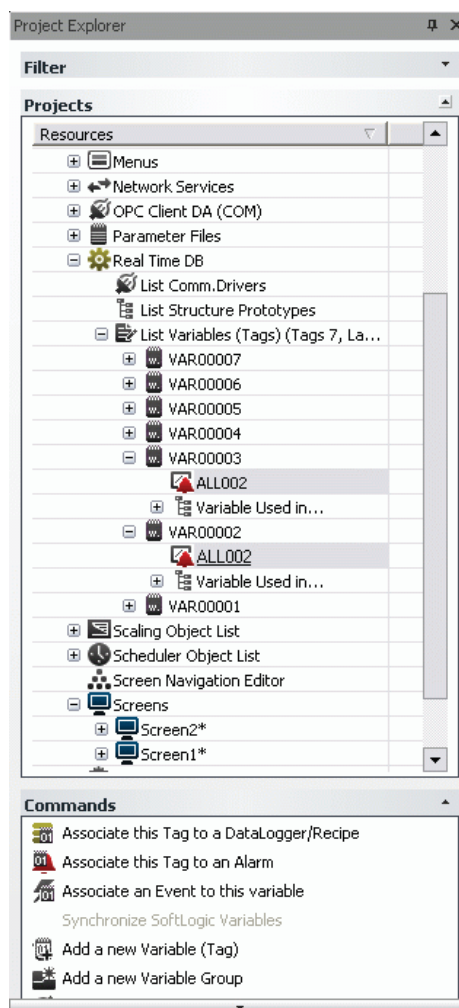 Project Explorer
Filter
Projects
Resources
Menus
Network Services
OPC Client DA (COM)
Parameter Files
Real Time DB
List Comm.Drivers
List Structure Prototypes
List Variables (Tags) (Tags 7, La...
VAR00007
VAR00006
VAR00005
VAR00004
VAR00003
ALL002
Variable Used in...
VAR00002
ALL002
Variable Used in...
VAR00001
Scaling Object List
Scheduler Object List
Screen Navigation Editor
Screens
Screen2*
Screen1*
Commands
Associate this Tag to a DataLogger/Recipe
Associate this Tag to an Alarm
Associate an Event to this variable
Synchronize SoftLogic Variables
Add a new Variable (Tag)
Add a new Variable Group